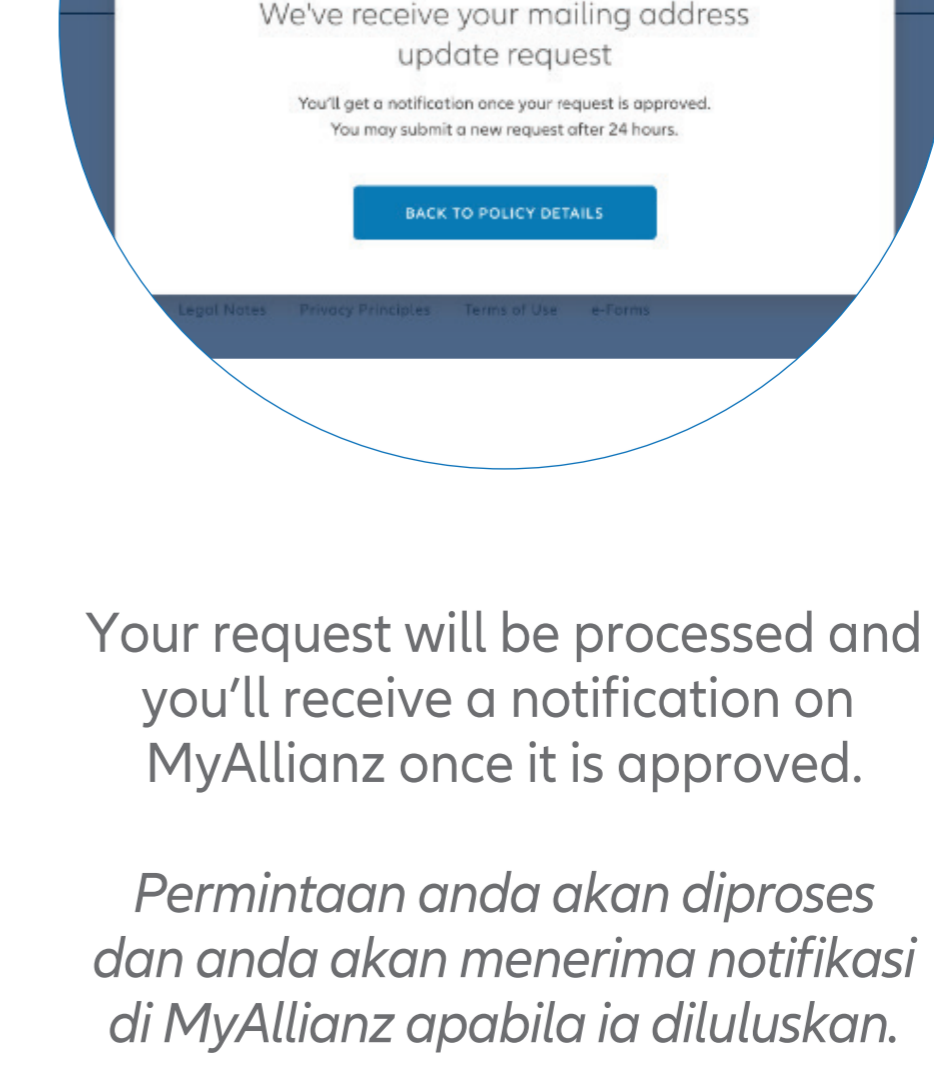 We've receive your mailing address
update request
You'll get a notification once your request is approved.
You may submit a new request after 24 hours.
BACK TO POLICY DETAILS
Legal Notes Privacy Principles Terms of Use e-Forms
Your request will be processed and
you'll receive a notification on
MyAllianz once it is approved.
Permintaan anda akan diproses
dan anda akan menerima notifikasi
di MyAllianz apabila ia diluluskan.